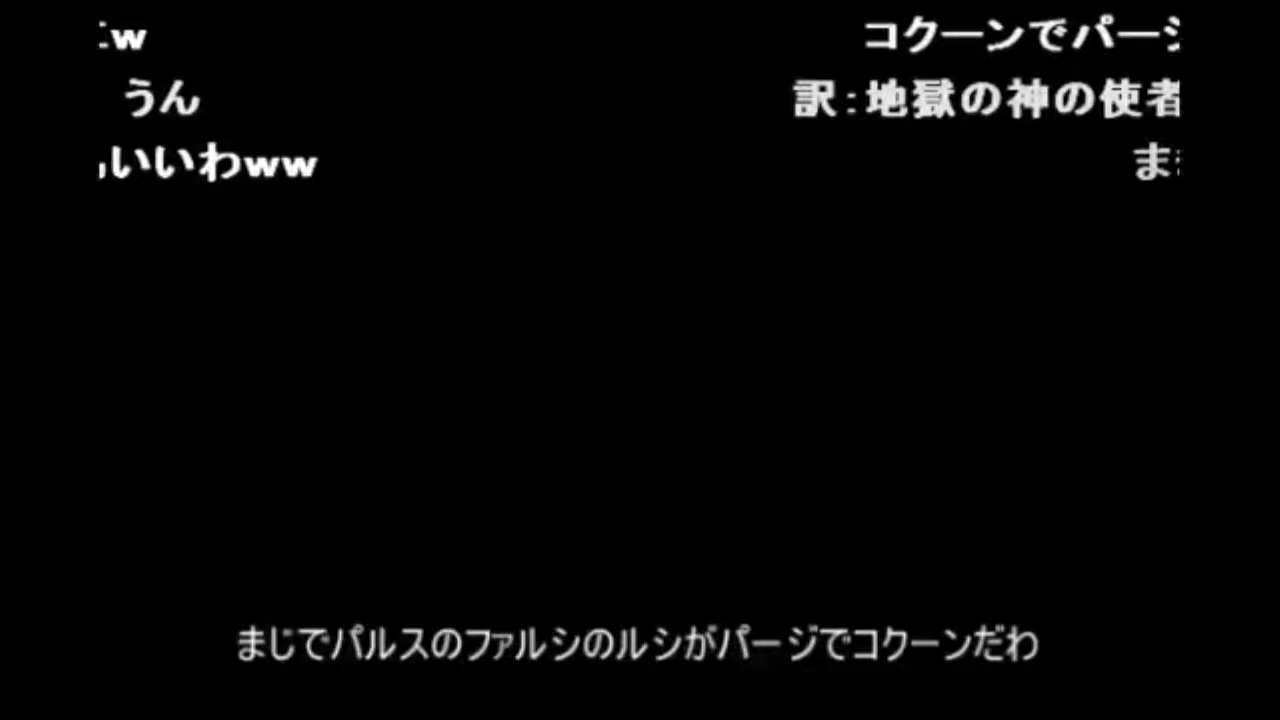 w
コクーンでパージ
うん
訳:地獄の神の使者
いいわww
ま
まじでパルスのファルシのルシがパージでコクーンだわ